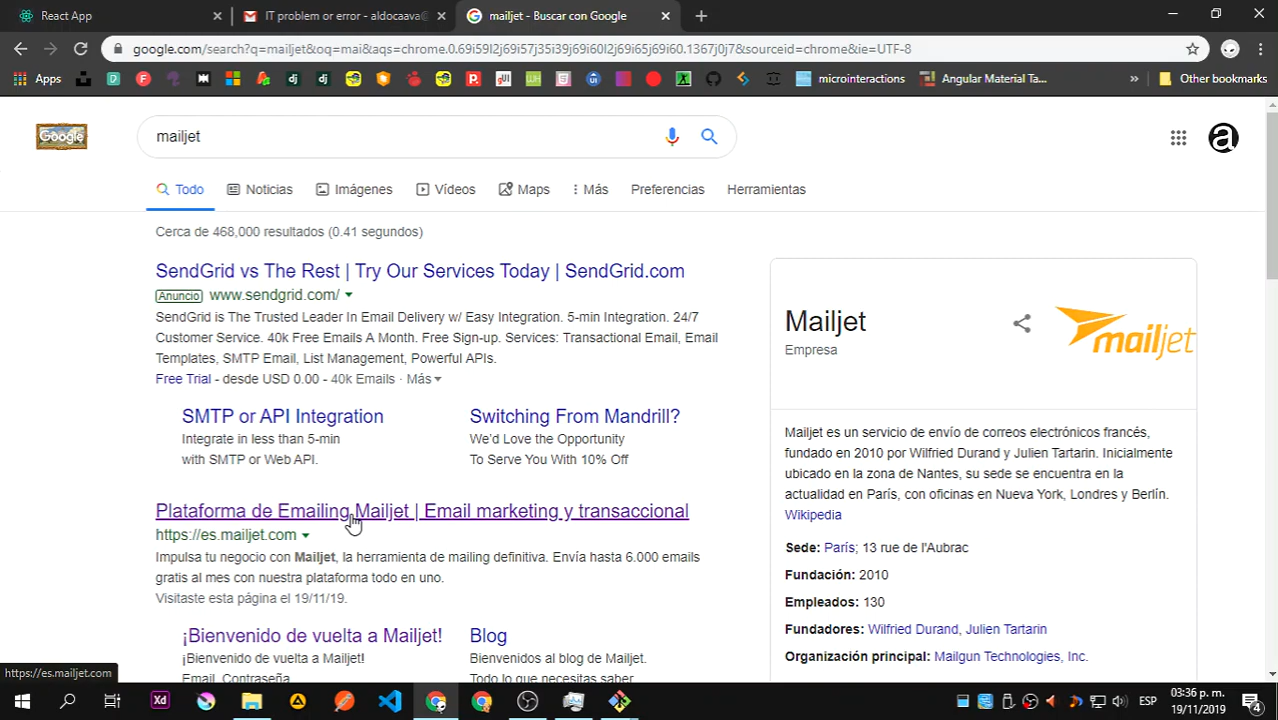 React App
IT problem or error - aldocaava@
mailjet - Buscar con Google
google.com/search?q=mailjet&oq=mai&aqs=chrome.0.69i59l2j69i57j35i39j69i60l2j69i65j69i60.1367j0j7&sourceid=chrome&ie=UTF-8
Apps
microinteractions
Angular Material Ta...
Other bookmarks
Google
mailjet
Todo
Noticias
Imágenes
Vídeos
Maps
Más
Preferencias
Herramientas
Cerca de 468,000 resultados (0.41 segundos)
SendGrid vs The Rest | Try Our Services Today | SendGrid.com
Anuncio www.sendgrid.com/
SendGrid is The Trusted Leader In Email Delivery w/ Easy Integration. 5-min Integration. 24/7
Customer Service. 40k Free Emails A Month. Free Sign-up. Services: Transactional Email, Email
Templates, SMTP Email, List Management, Powerful APIs.
Free Trial - desde USD 0.00 - 40k Emails · Más
SMTP or API Integration
Integrate in less than 5-min
with SMTP or Web API.
Switching From Mandrill?
We'd Love the Opportunity
To Serve You With 10% Off
Plataforma de Emailing Mailjet | Email marketing y transaccional
https://es.mailjet.com
Impulsa tu negocio con Mailjet, la herramienta de mailing definitiva. Envía hasta 6.000 emails
gratis al mes con nuestra plataforma todo en uno.
Visitaste esta página el 19/11/19.
¡Bienvenido de vuelta a Mailjet!
¡Bienvenido de vuelta a Mailjet!
Email. Contraseña.
Blog
Bienvenidos al blog de Mailjet.
Todo lo que necesitas saber
Mailjet
Empresa
mailjet
Mailjet es un servicio de envío de correos electrónicos francés,
fundado en 2010 por Wilfried Durand y Julien Tartarin. Inicialmente
ubicado en la zona de Nantes, su sede se encuentra en la
actualidad en París, con oficinas en Nueva York, Londres y Berlín.
Wikipedia
Sede: París; 13 rue de l'Aubrac
Fundación: 2010
Empleados: 130
Fundadores: Wilfried Durand, Julien Tartarin
Organización principal: Mailgun Technologies, Inc.
https://es.mailjet.com
Xd
ESP
03:36 p. m.
19/11/2019
4